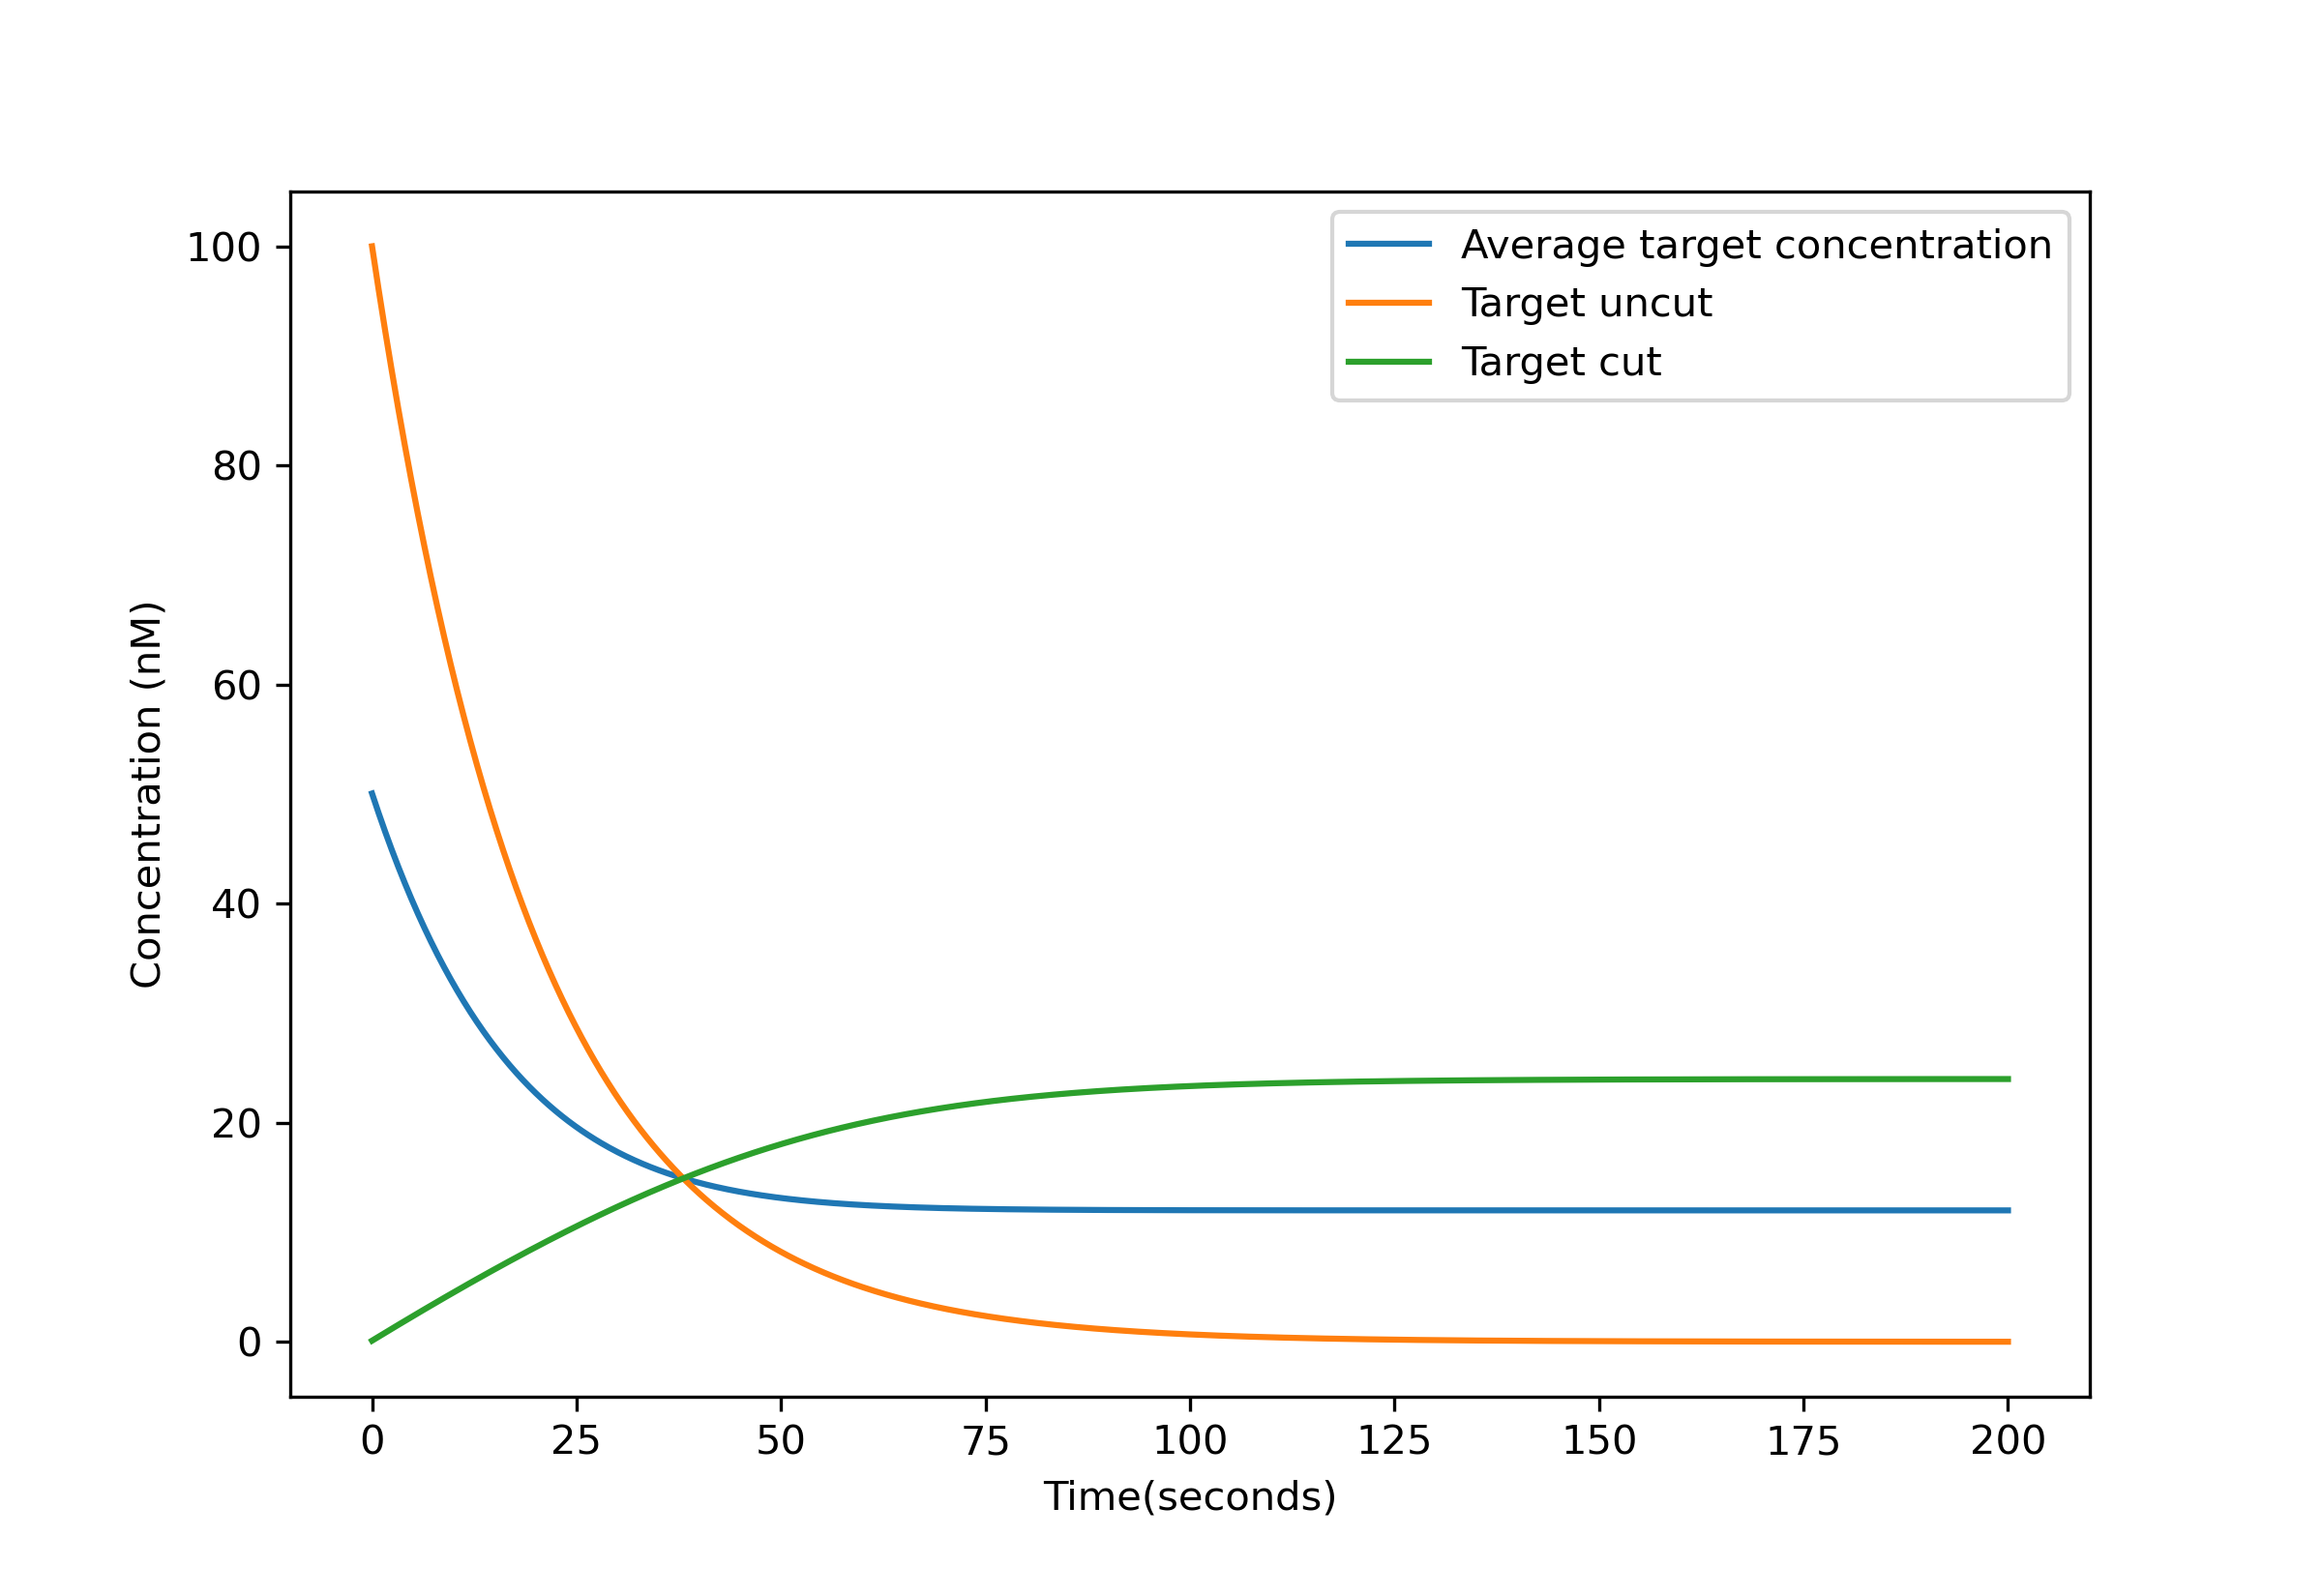 Average target concentration
Target uncut
Target cut
100
80
60
40
20
0
Concentration (nM)
0 25 50 75 100 125 150 175 200
Time(seconds)